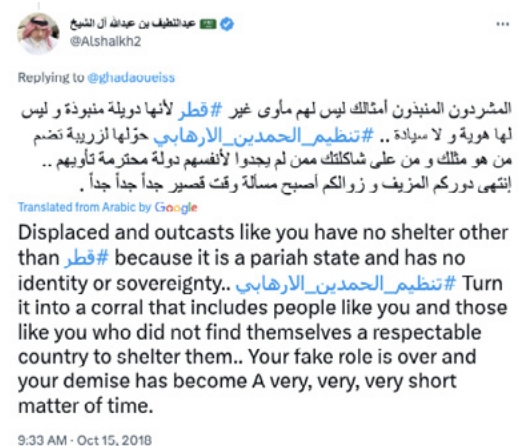 عبداللطيف بن عبدالله آل الشيخ
@Alshaikh2
Replying to @ghadaoueiss
المشردون المنبذون أمثالك ليس لهم مأوى غير #قطر لأنها دويلة منبوذة و ليس
لها هوية و لا سيادة .. #تنظيم_الحمدين_الارهابي حوّلها لزريبة تضم
من هو مثلك و من على شاكلتك ممن لم يجدوا لأنفسهم دولة محترمة تأويهم ..
إنتهى دوركم المزيف و زوالكم أصبح مسألة وقت قصير جداً جداً جداً .
Translated from Arabic by Google
Displaced and outcasts like you have no shelter other
than #قطر because it is a pariah state and has no
identity or sovereignty.. #تنظيم_الحمدين_الارهابي Turn
it into a corral that includes people like you and those
like you who did not find themselves a respectable
country to shelter them.. Your fake role is over and
your demise has become A very, very, very short
matter of time.
9:33 AM · Oct 15, 2018